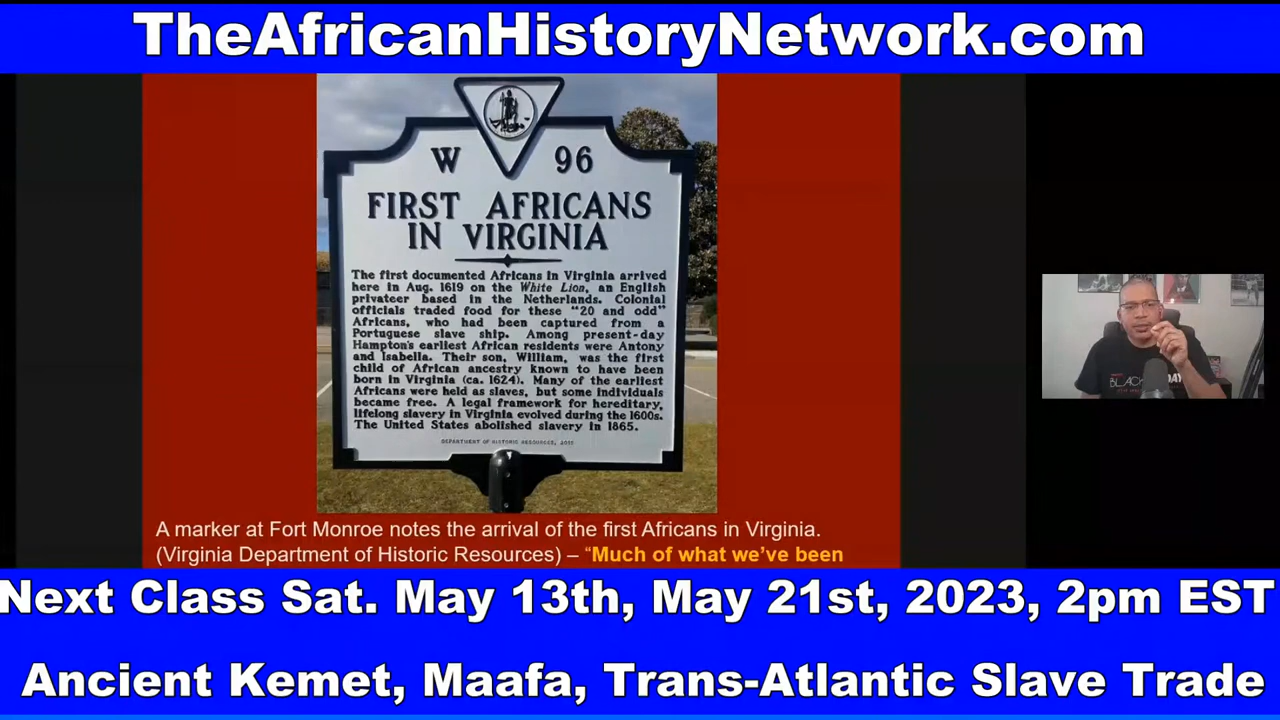 TheAfricanHistoryNetwork.com
W 96
FIRST AFRICANS
IN VIRGINIA
The first documented Africans in Virginia arrived
here in Aug. 1619 on the White Lion, an English
privateer based in the Netherlands. Colonial
officials traded food for these “20 and odd”
Africans, who had been captured from a
Portuguese slave ship. Among present-day
Hampton's earliest African residents were Antony
and Isabella. Their son, William, was the first
child of African ancestry known to have been
born in Virginia (ca. 1624). Many of the earliest
Africans were held as slaves, but some individuals
became free. A legal framework for hereditary,
lifelong slavery in Virginia evolved during the 1600s.
The United States abolished slavery in 1865.
DEPARTMENT OF HISTORIC RESOURCES,
A marker at Fort Monroe notes the arrival of the first Africans in Virginia.
(Virginia Department of Historic Resources) – “Much of what we’ve been
Next Class Sat. May 13th, May 21st, 2023, 2pm EST
Ancient Kemet, Maafa, Trans-Atlantic Slave Trade